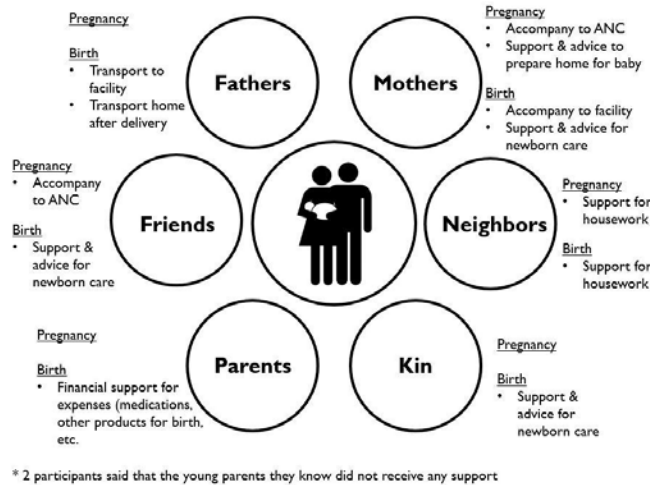 Pregnancy
Birth
• Transport to
facility
• Transport home
after delivery
Fathers
Mothers
Pregnancy
• Accompany to ANC
• Support & advice to
prepare home for baby
Birth
• Accompany to facility
• Support & advice for
newborn care
Pregnancy
• Accompany
to ANC
Birth
• Support &
advice for
newborn care
Friends
Neighbors
Pregnancy
• Support for
housework
Birth
• Support for
housework
Pregnancy
Birth
• Financial support for
expenses (medications,
other products for birth,
etc.
Parents
Kin
Pregnancy
Birth
• Support &
advice for
newborn care
* 2 participants said that the young parents they know did not receive any support